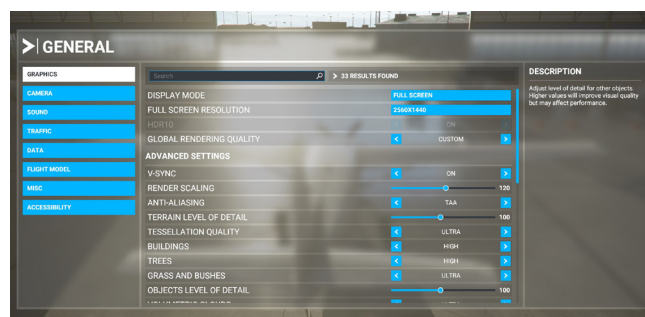 GENERAL
GRAPHICS
CAMERA
SOUND
TRAFFIC
DATA
FLIGHT MODEL
MISC
ACCESSIBILITY
Search
> 33 RESULTS FOUND
DISPLAY MODE FULL SCREEN
FULL SCREEN RESOLUTION 2560X1440
HDR10 ON
GLOBAL RENDERING QUALITY CUSTOM
ADVANCED SETTINGS
V-SYNC ON
RENDER SCALING 120
ANTI-ALIASING TAA
TERRAIN LEVEL OF DETAIL 100
TESSELLATION QUALITY ULTRA
BUILDINGS HIGH
TREES HIGH
GRASS AND BUSHES ULTRA
OBJECTS LEVEL OF DETAIL 100
DESCRIPTION
Adjust level of detail for other objects.
Higher values will improve visual quality
but may affect performance.